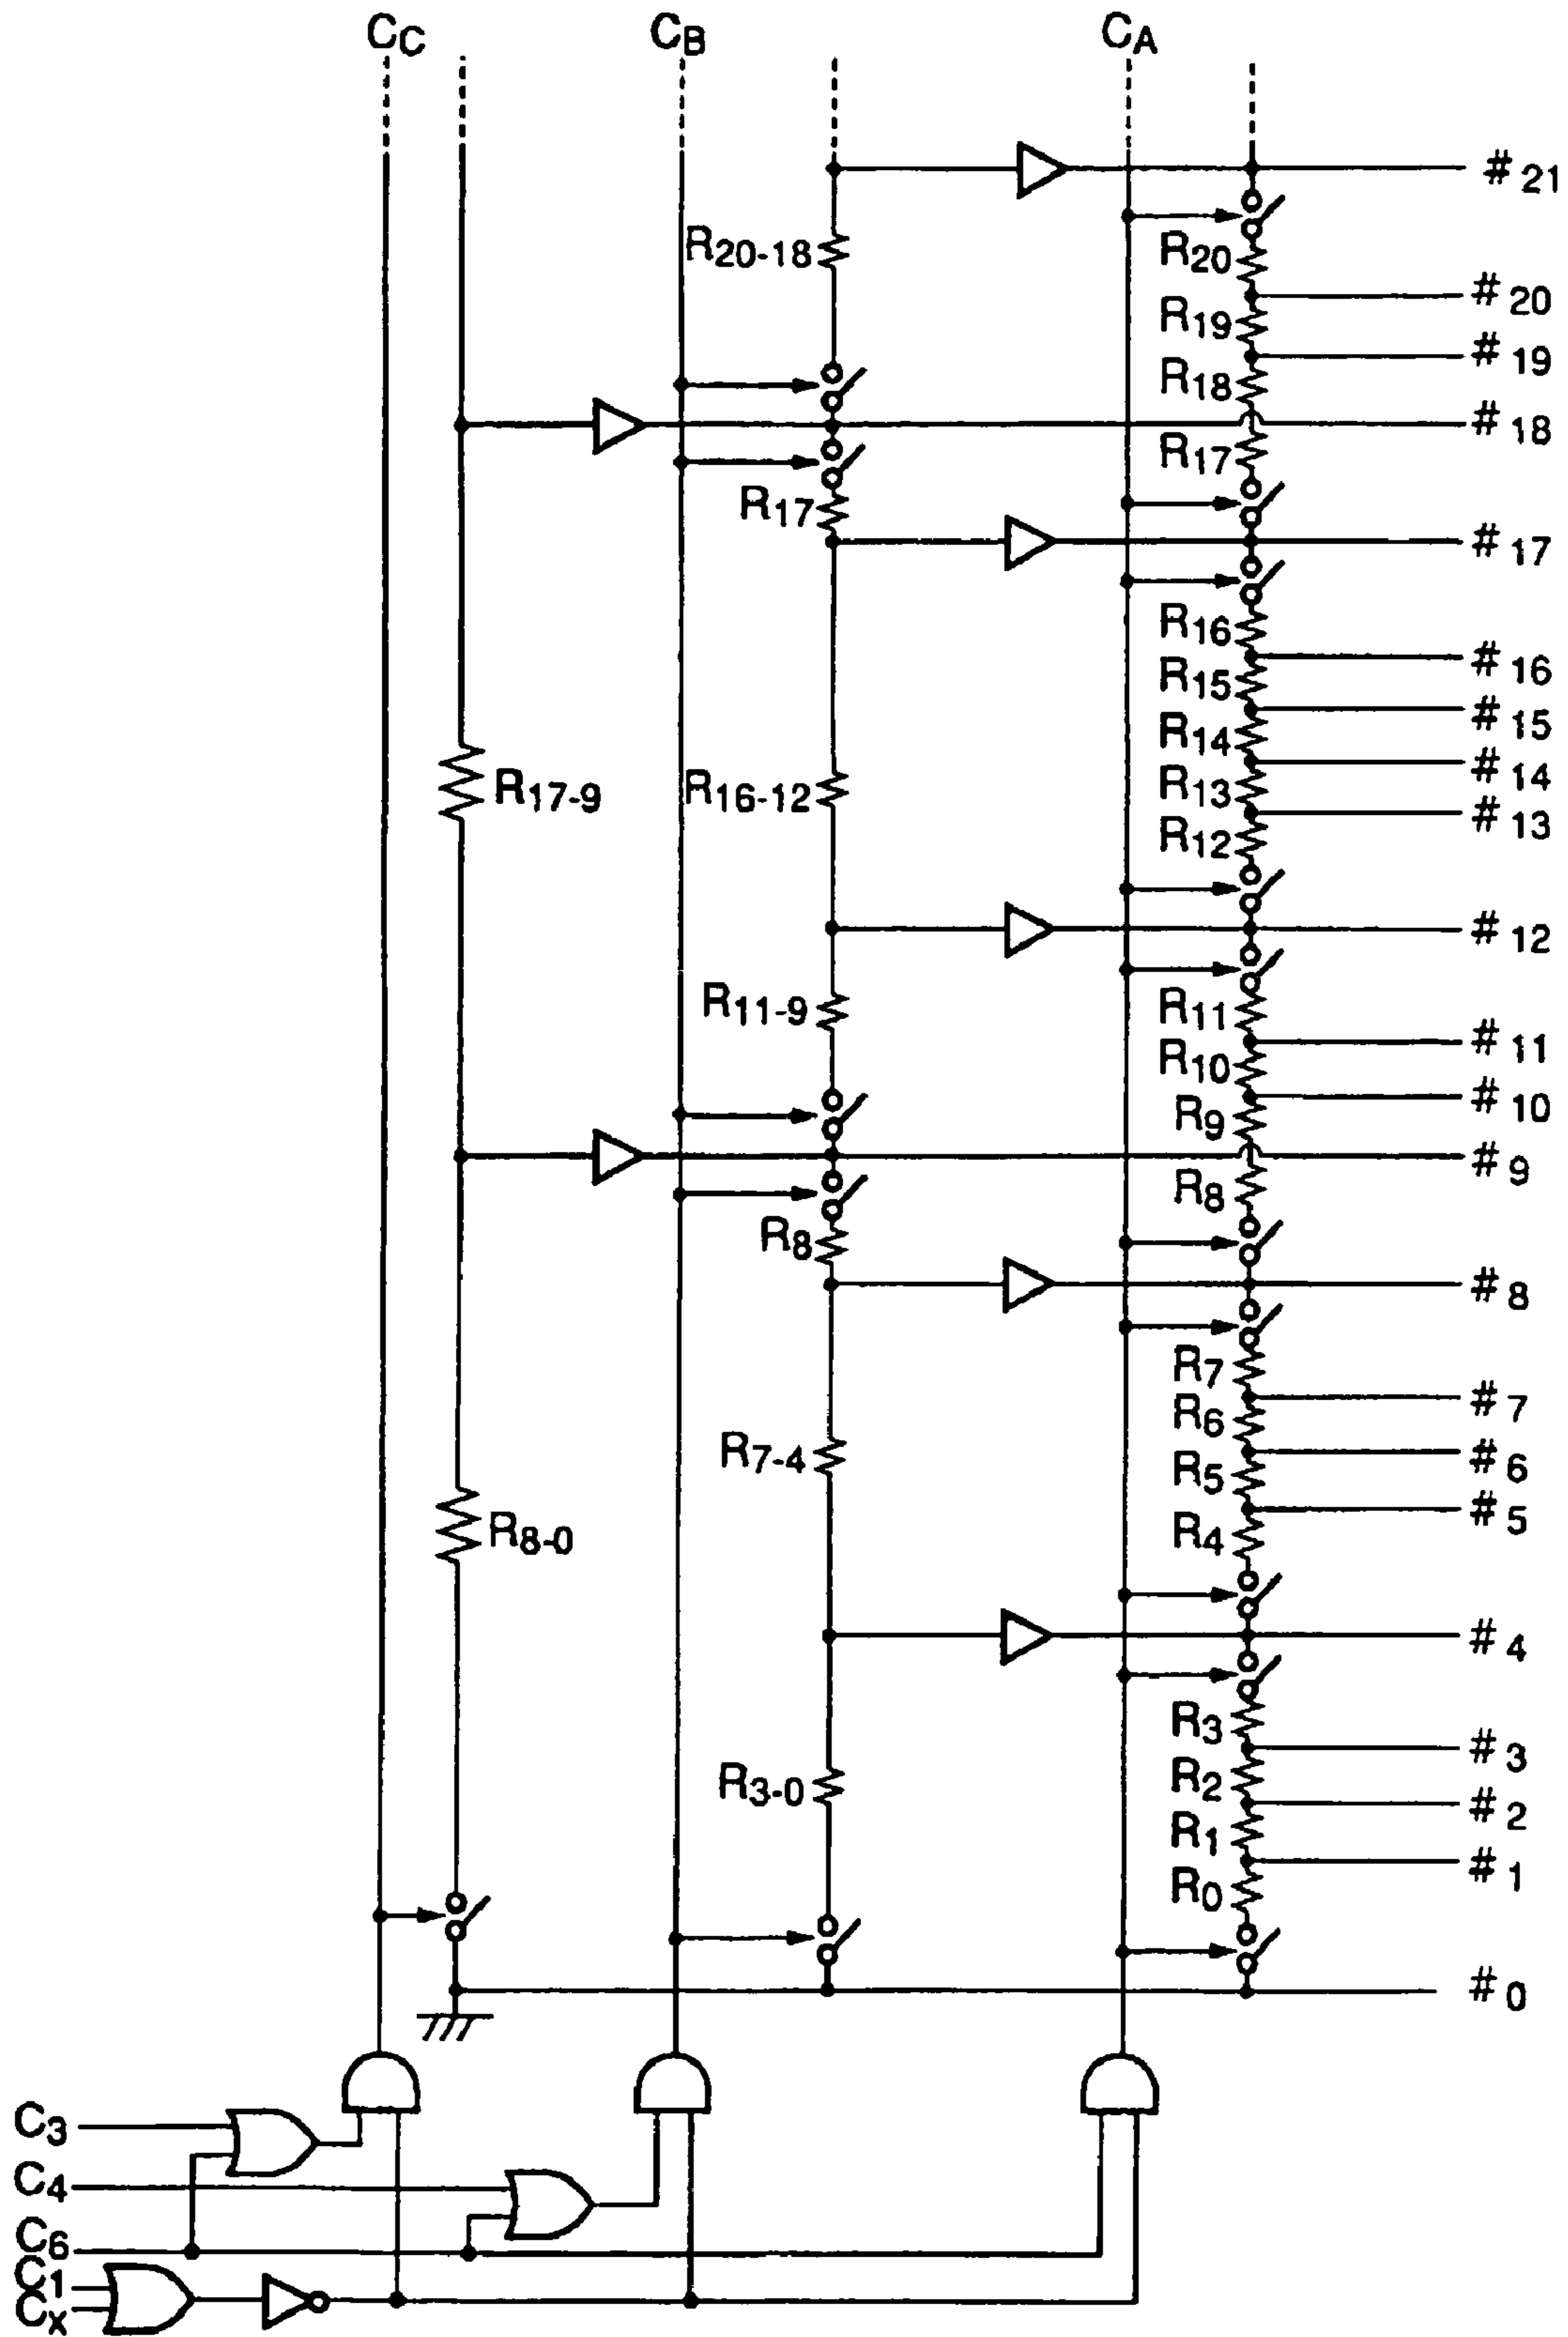 CC CB CA
# 21
R20-18
R20
# 20
R19
# 19
R18
# 18
R17
R17
# 17
R16
# 16
R15
# 15
R17-9 R16-12 R14
# 14
R13
# 13
R12
# 12
R11-9 R11
# 11
R10
# 10
R9
# 9
R8
R8
# 8
R7
# 7
R7-4 R6
# 6
R5
# 5
R8-0 R4
# 4
R3
# 3
R3-0 R2
# 2
R1
# 1
R0
# 0
C3
C4
C6
C1
CX